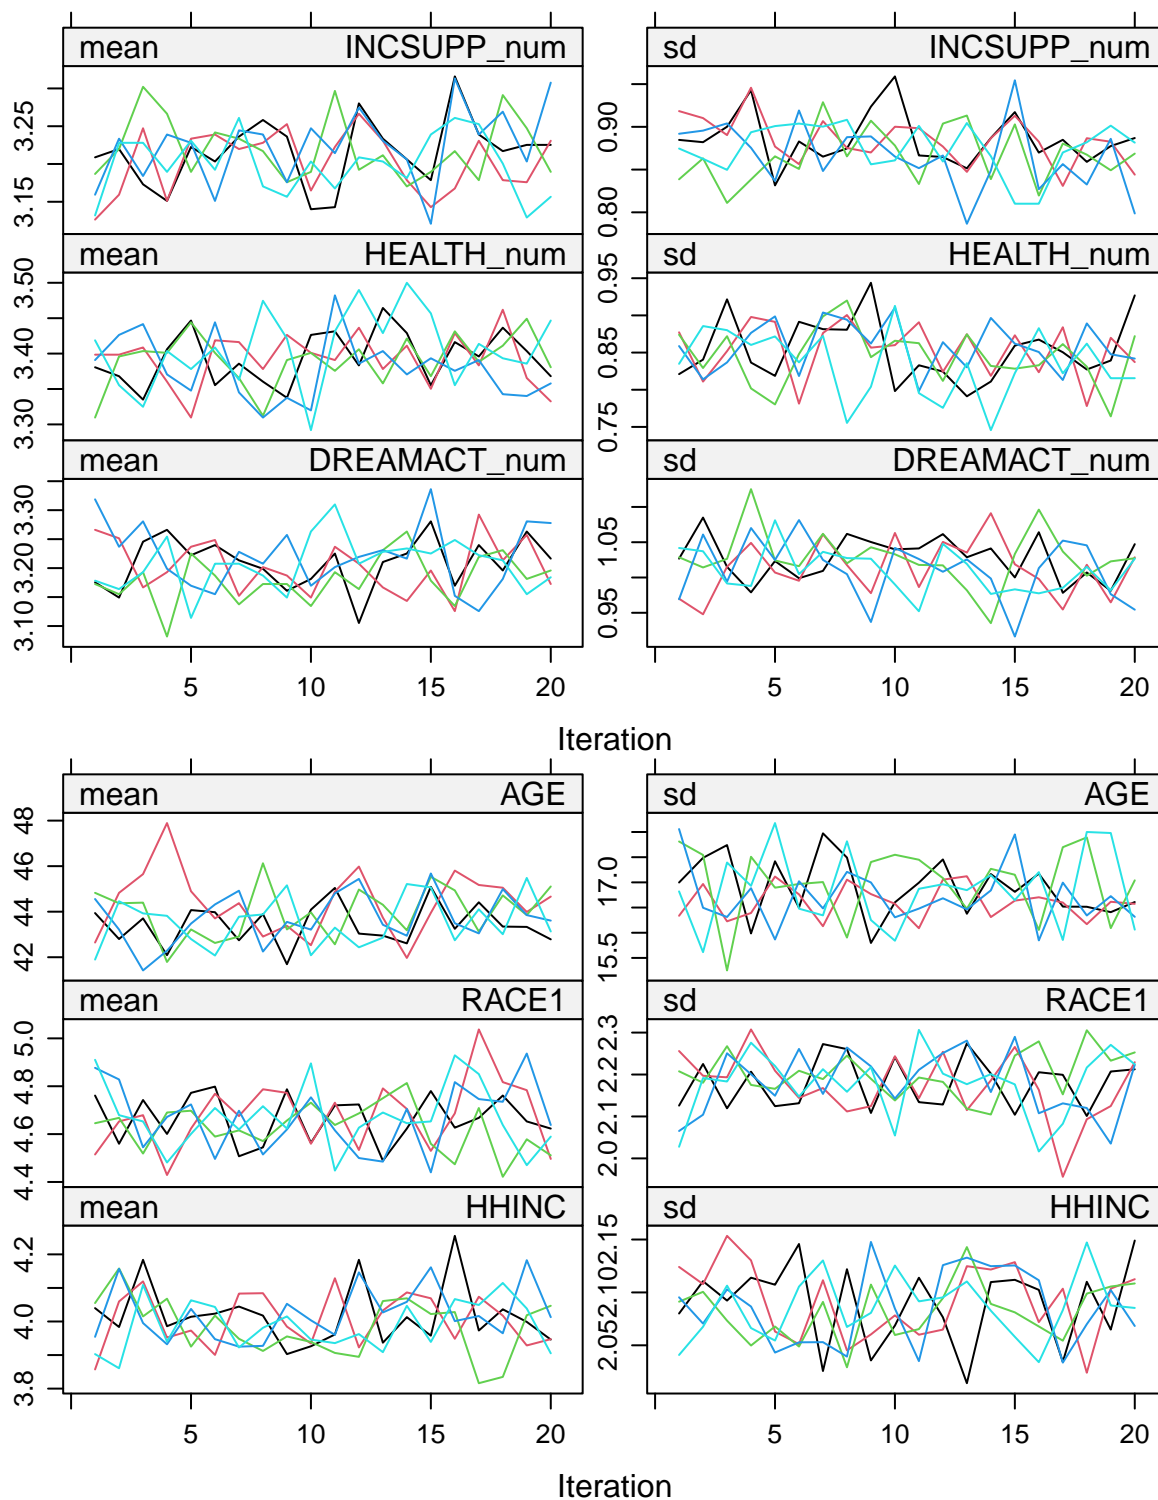 mean INCSUPP_num sd INCSUPP_num
3.15 3.25 0.80 0.90
mean HEALTH_num sd HEALTH_num
3.30 3.40 3.50 0.75 0.85 0.95
mean DREAMACT_num sd DREAMACT_num
3.10 3.20 3.30 0.95 1.05
5 10 15 20 5 10 15 20
Iteration
mean AGE sd AGE
42 44 46 48 15.5 17.0
mean RACE1 sd RACE1
4.4 4.6 4.8 5.0 2.0 2.1 2.2 2.3
mean HHINC sd HHINC
3.8 4.0 4.2 2.05 2.10 2.15
5 10 15 20 5 10 15 20
Iteration